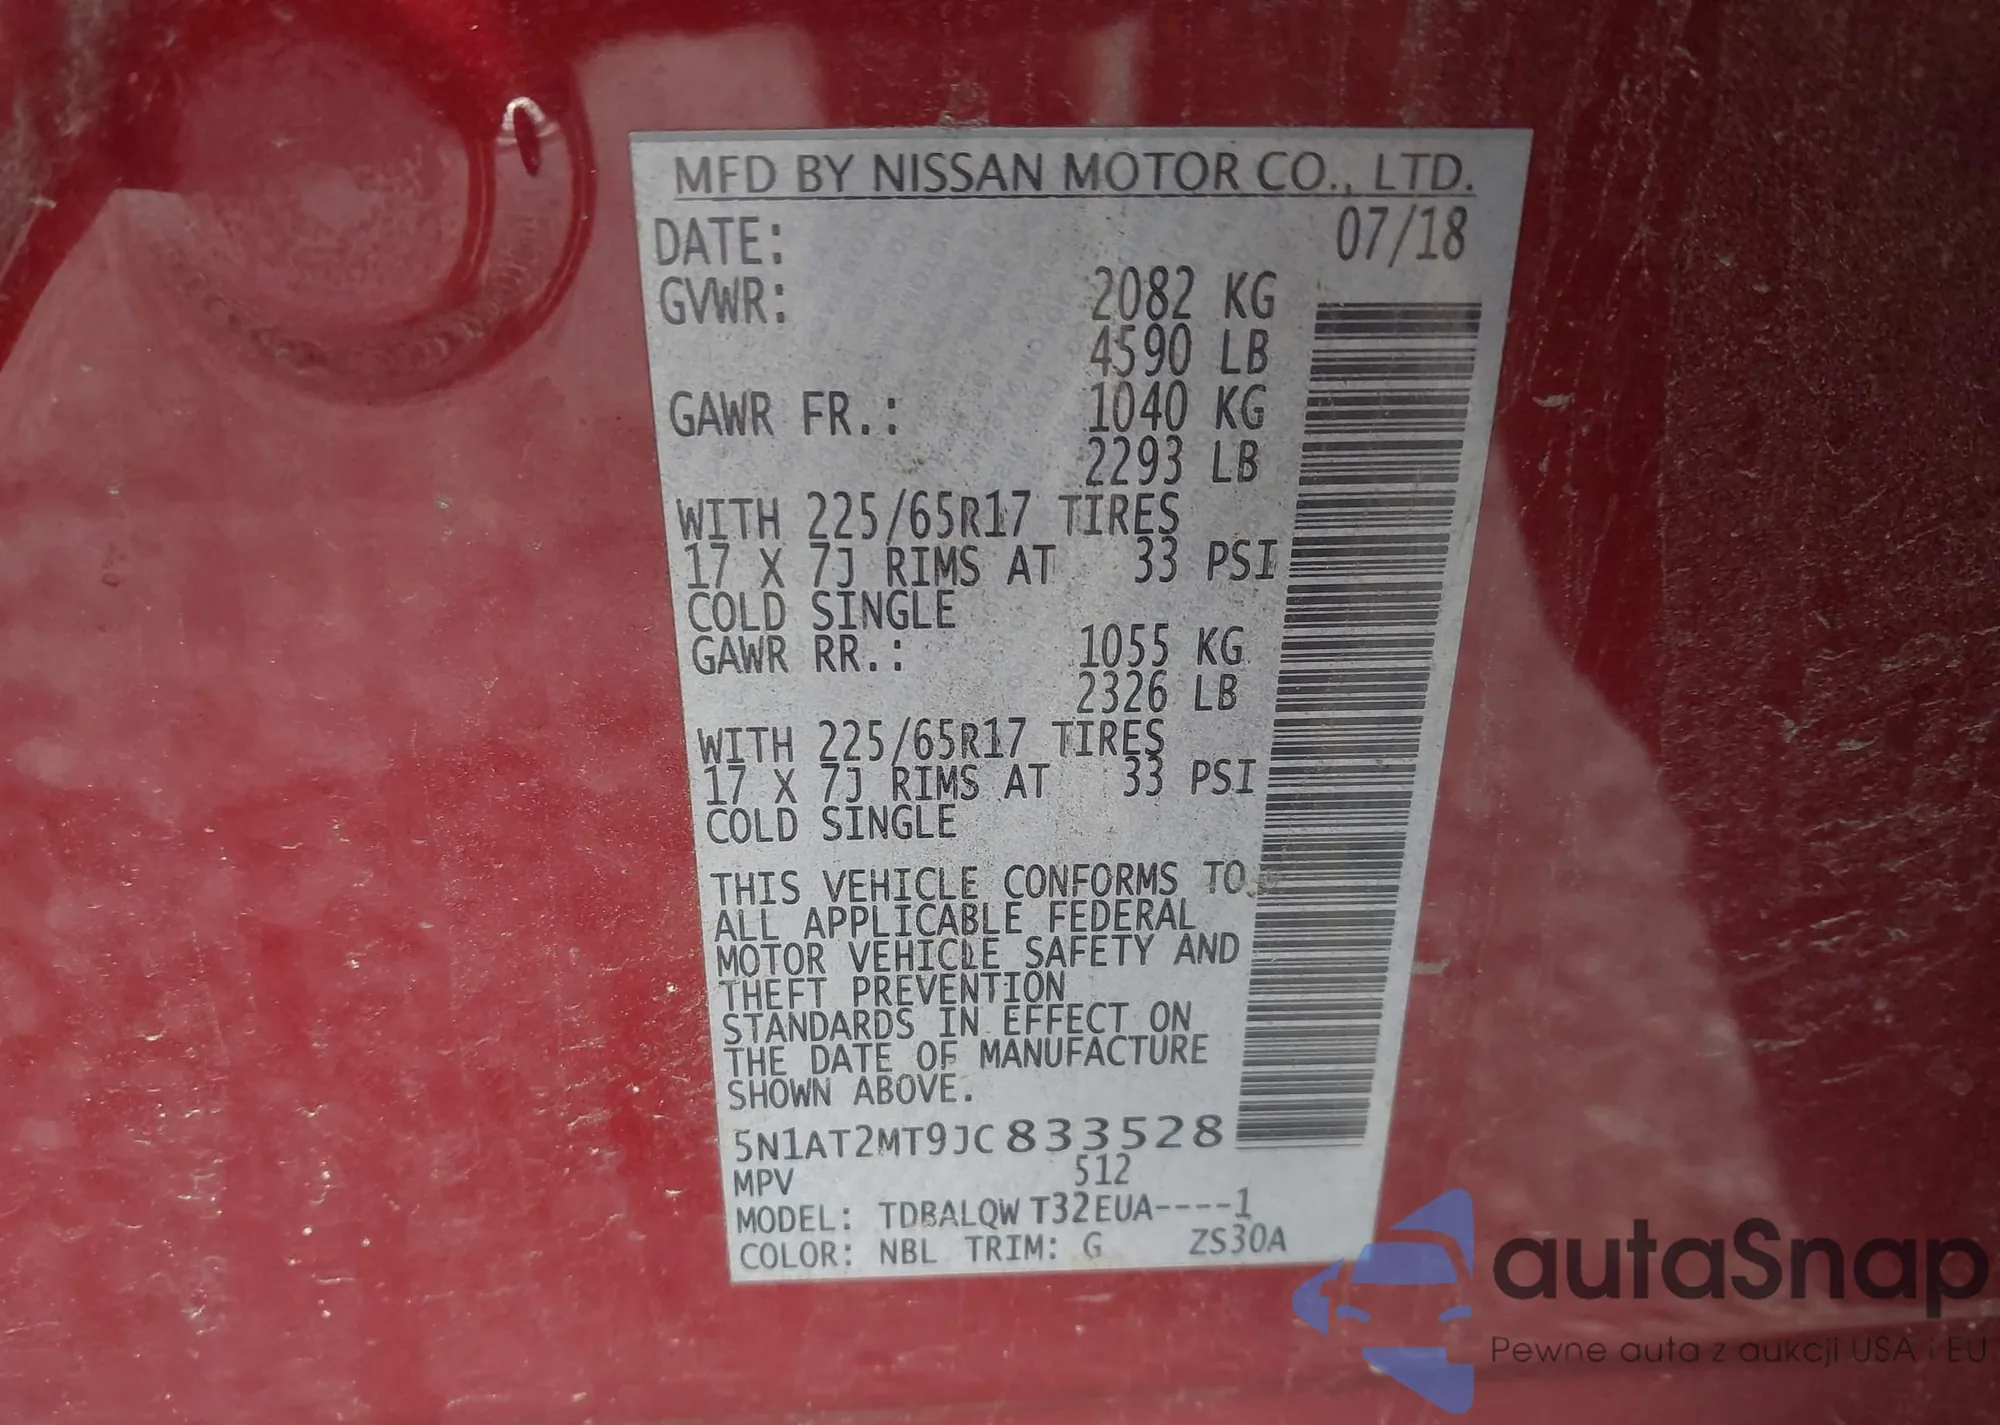 MFD BY NISSAN MOTOR CO., LTD.
DATE: 07/18
GVWR: 2082 KG
4590 LB
GAWR FR.: 1040 KG
2293 LB
WITH 225/65R17 TIRES
17 X 7J RIMS AT 33 PSI
COLD SINGLE
GAWR RR.: 1055 KG
2326 LB
WITH 225/65R17 TIRES
17 X 7J RIMS AT 33 PSI
COLD SINGLE
THIS VEHICLE CONFORMS TO
ALL APPLICABLE FEDERAL
MOTOR VEHICLE SAFETY AND
THEFT PREVENTION
STANDARDS IN EFFECT ON
THE DATE OF MANUFACTURE
SHOWN ABOVE.
5N1AT2MT9JC833528
MPV 512
MODEL: TDBALQW T32EUA----1
COLOR: NBL TRIM: G ZS30A
autaSnap
Pewne auta z aukcji USA i EU